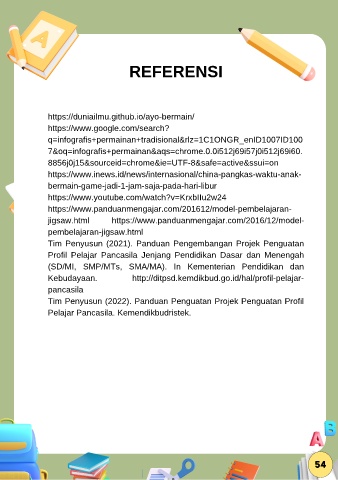 REFERENSI
https://duniailmu.github.io/ayo-bermain/
https://www.google.com/search?
q=infografis+permainan+tradisional&rlz=1C1ONGR_enID1007ID100
7&oq=infografis+permainan&aqs=chrome.0.0i512j69i57j0i512j69i60.
8856j0j15&sourceid=chrome&ie=UTF-8&safe=active&ssui=on
https://www.inews.id/news/internasional/china-pangkas-waktu-anak-
bermain-game-jadi-1-jam-saja-pada-hari-libur
https://www.youtube.com/watch?v=KrxbIIu2w24
https://www.panduanmengajar.com/201612/model-pembelajaran-
jigsaw.html https://www.panduanmengajar.com/2016/12/model-
pembelajaran-jigsaw.html
Tim Penyusun (2021). Panduan Pengembangan Projek Penguatan
Profil Pelajar Pancasila Jenjang Pendidikan Dasar dan Menengah
(SD/MI, SMP/MTs, SMA/MA). In Kementerian Pendidikan dan
Kebudayaan. http://ditpsd.kemdikbud.go.id/hal/profil-pelajar-
pancasila
Tim Penyusun (2022). Panduan Penguatan Projek Penguatan Profil
Pelajar Pancasila. Kemendikbudristek.
A
B
A
54